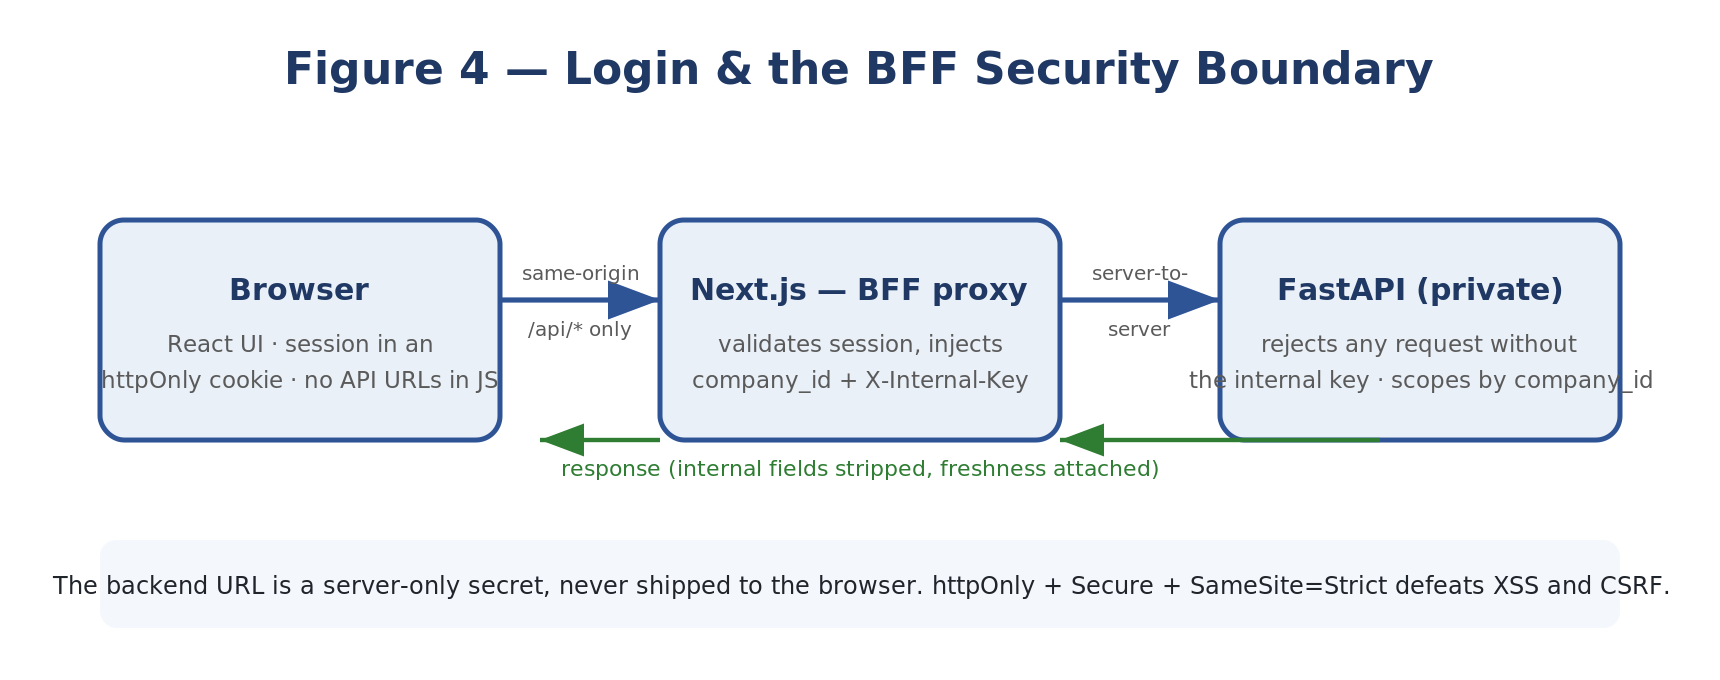 Figure 4 — Login & the BFF Security Boundary
Browser
React UI · session in an
httpOnly cookie · no API URLs in JS
same-origin
/api/* only
Next.js — BFF proxy
validates session, injects
company_id + X-Internal-Key
server-to-
server
FastAPI (private)
rejects any request without
the internal key · scopes by company_id
response (internal fields stripped, freshness attached)
The backend URL is a server-only secret, never shipped to the browser. httpOnly + Secure + SameSite=Strict defeats XSS and CSRF.